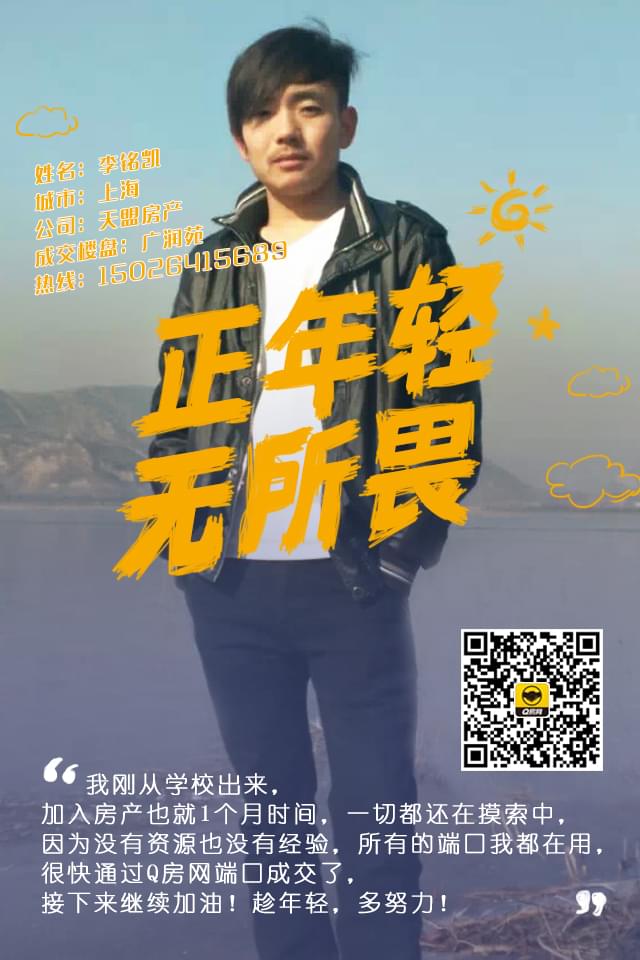 姓名：李铭凯
城市：上海
公司：天盟房产
成交楼盘：广润苑
热线：15026415689
正年轻
无所畏
Q房网
“我刚从学校出来，
加入房产也就1个月时间，一切都还在摸索中，
因为没有资源也没有经验，所有的端口我都在用，
很快通过Q房网端口成交了，
接下来继续加油！趁年轻，多努力！”